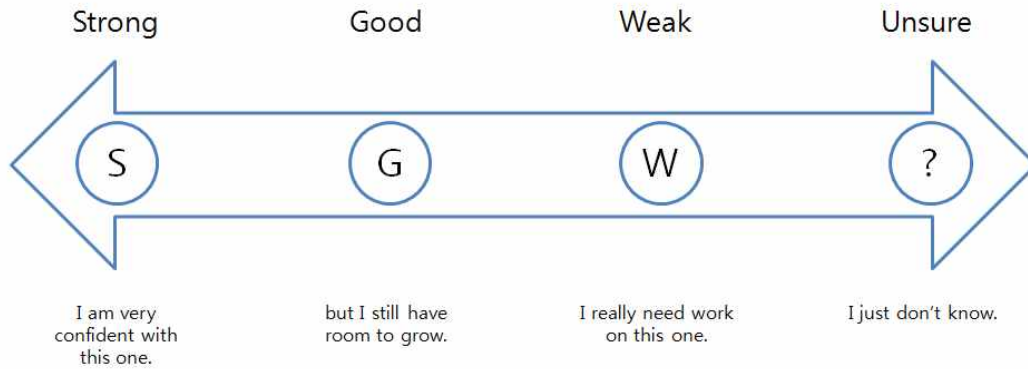 Strong Good Weak Unsure
S G W ?
I am very
confident with
this one.
but I still have
room to grow.
I really need work
on this one.
I just don't know.